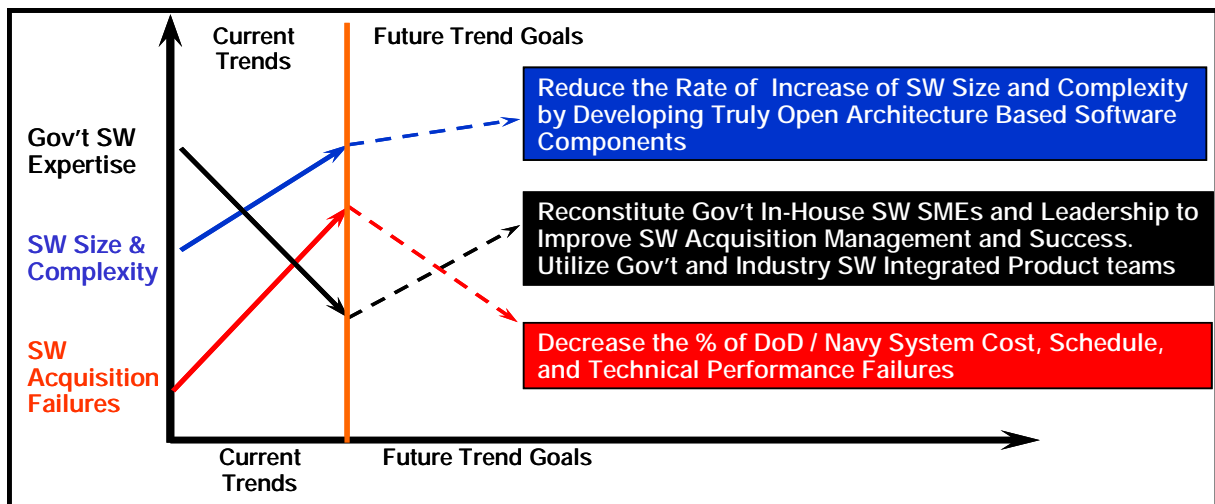 Current
Trends
Future Trend Goals
Reduce the Rate of Increase of SW Size and Complexity
by Developing Truly Open Architecture Based Software
Components
Gov't SW
Expertise
Reconstitute Gov't In-House SW SMEs and Leadership to
Improve SW Acquisition Management and Success.
Utilize Gov't and Industry SW Integrated Product teams
SW Size &
Complexity
Decrease the % of DoD / Navy System Cost, Schedule,
and Technical Performance Failures
SW
Acquisition
Failures
Current
Trends
Future Trend Goals